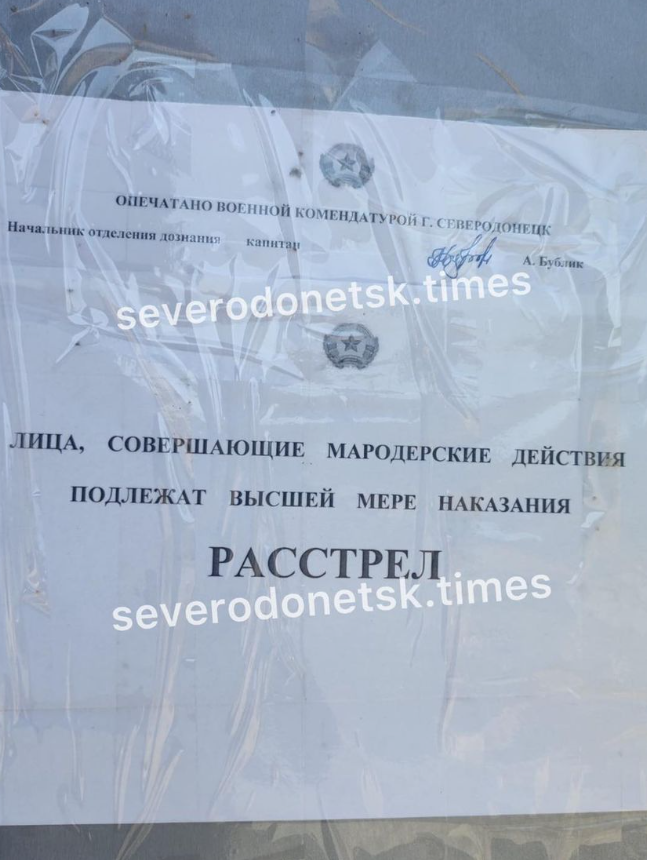 ОПЕЧАТАНО ВОЕННОЙ КОМЕНДАТУРОЙ Г. СЕВЕРОДОНЕЦК
Начальник отделения дознания капитан
А. Бублик
severodonetsk.times
ЛИЦА, СОВЕРШАЮЩИЕ МАРОДЕРСКИЕ ДЕЙСТВИЯ
ПОДЛЕЖАТ ВЫСШЕЙ МЕРЕ НАКАЗАНИЯ
РАССТРЕЛ
severodonetsk.times